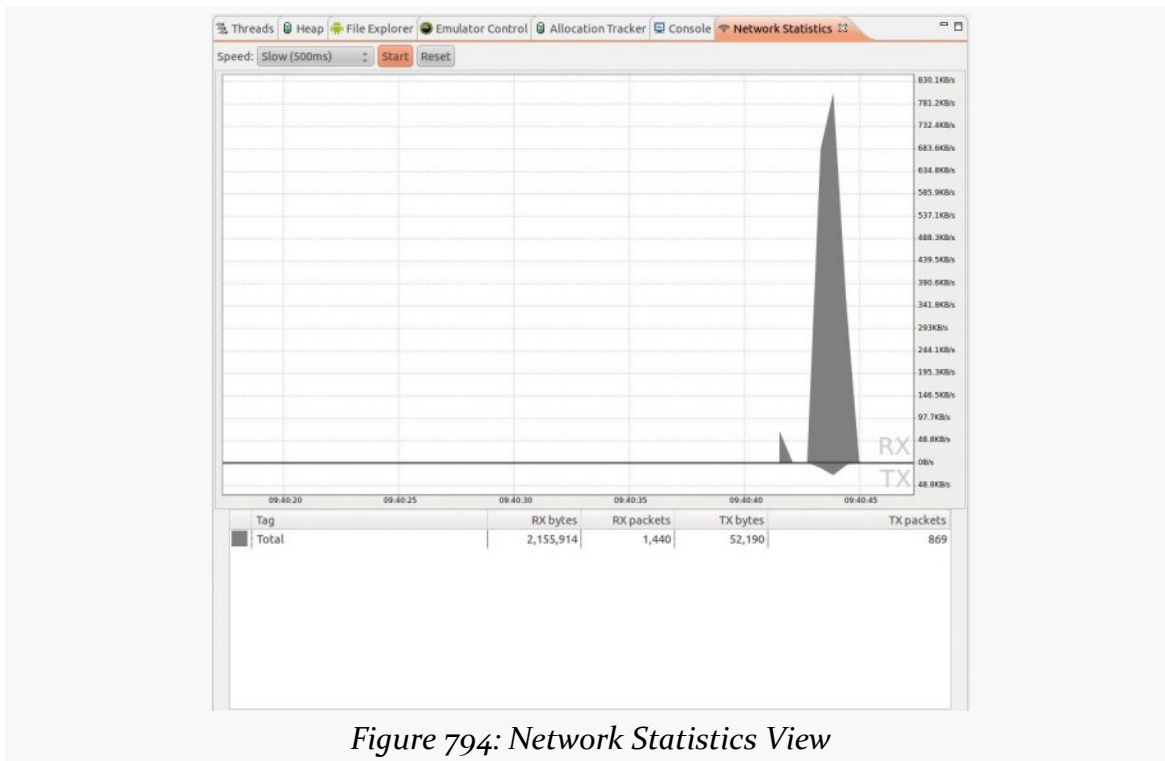 Threads Heap File Explorer Emulator Control Allocation Tracker Console Network Statistics
Speed: Slow (500ms) Start Reset
830.1KB/s
781.2KB/s
732.4KB/s
683.6KB/s
634.8KB/s
585.9KB/s
537.1KB/s
488.3KB/s
439.5KB/s
390.6KB/s
341.8KB/s
293KB/s
244.1KB/s
195.3KB/s
146.5KB/s
97.7KB/s
RX 48.8KB/s
0B/s
TX 48.8KB/s
09:40:20 09:40:25 09:40:30 09:40:35 09:40:40 09:40:45
Tag RX bytes RX packets TX bytes TX packets
Total 2,155,914 1,440 52,190 869
Figure 794: Network Statistics View